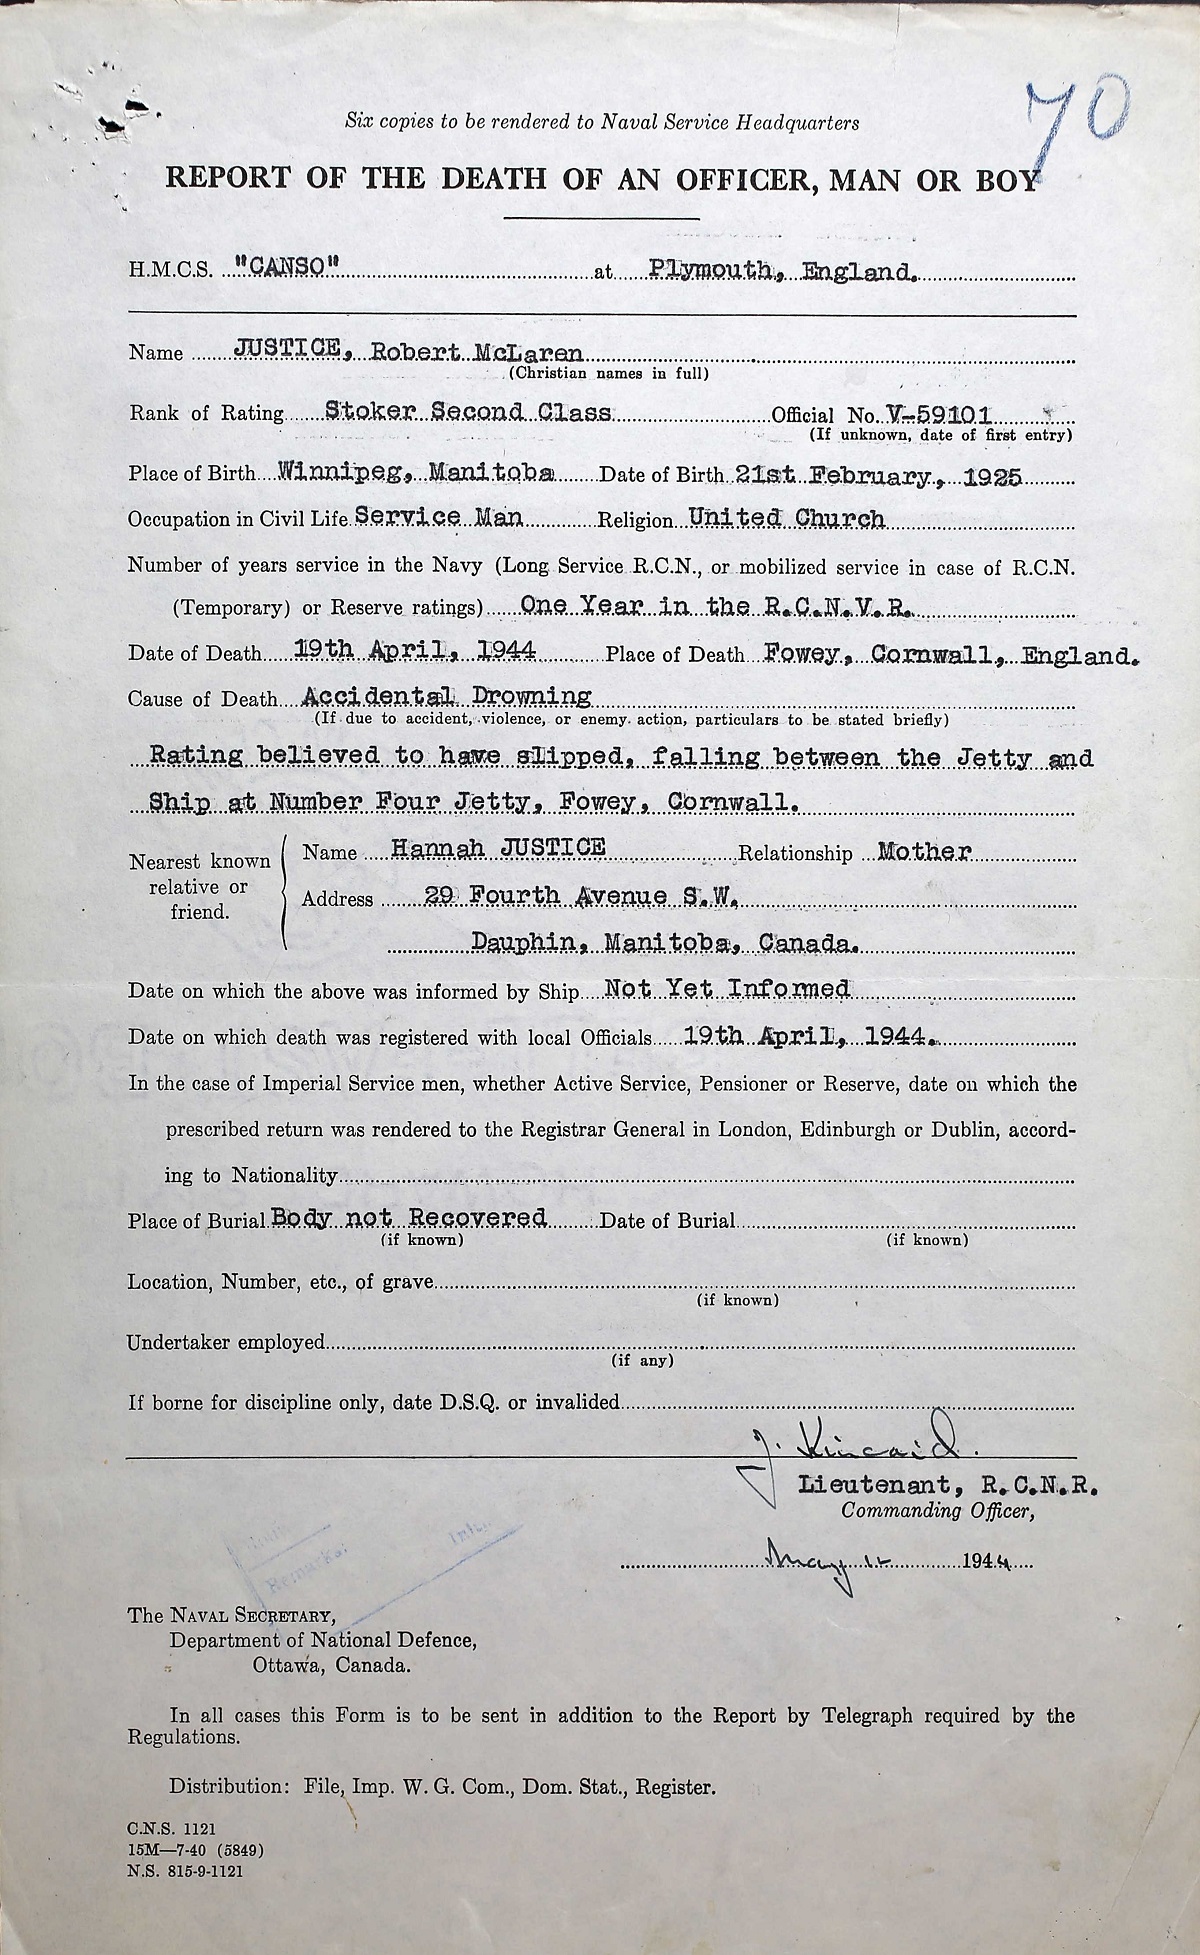 70
Six copies to be rendered to Naval Service Headquarters
REPORT OF THE DEATH OF AN OFFICER, MAN OR BOY
H.M.C.S. "CANSO" at Plymouth, England.
Name JUSTICE, Robert McLaren
(Christian names in full)
Rank of Rating Stoker Second Class Official No. V-59101
(If unknown, date of first entry)
Place of Birth Winnipeg, Manitoba Date of Birth 21st February, 1925
Occupation in Civil Life Service Man Religion United Church
Number of years service in the Navy (Long Service R.C.N., or mobilized service in case of R.C.N.
(Temporary) or Reserve ratings) One Year in the R.C.N.V.R.
Date of Death 19th April, 1944 Place of Death Fowey, Cornwall, England.
Cause of Death Accidental Drowning
(If due to accident, violence, or enemy action, particulars to be stated briefly)
Rating believed to have slipped, falling between the Jetty and
Ship at Number Four Jetty, Fowey, Cornwall.
Nearest known relative or friend.
Name Hannah JUSTICE Relationship Mother
Address 29 Fourth Avenue S.W.
Dauphin, Manitoba, Canada.
Date on which the above was informed by Ship Not Yet Informed
Date on which death was registered with local Officials 19th April, 1944.
In the case of Imperial Service men, whether Active Service, Pensioner or Reserve, date on which the
prescribed return was rendered to the Registrar General in London, Edinburgh or Dublin, accord-
ing to Nationality
Place of Burial Body not Recovered Date of Burial
(if known) (if known)
Location, Number, etc., of grave
(if known)
Undertaker employed
(if any)
If borne for discipline only, date D.S.Q. or invalided
J. Kincaid.
Lieutenant, R.C.N.R.
Commanding Officer,
May 12 1944
Remarks:
The NAVAL SECRETARY,
Department of National Defence,
Ottawa, Canada.
In all cases this Form is to be sent in addition to the Report by Telegraph required by the
Regulations.
Distribution: File, Imp. W. G. Com., Dom. Stat., Register.
C.N.S. 1121
15M—7-40 (5849)
N.S. 815-9-1121